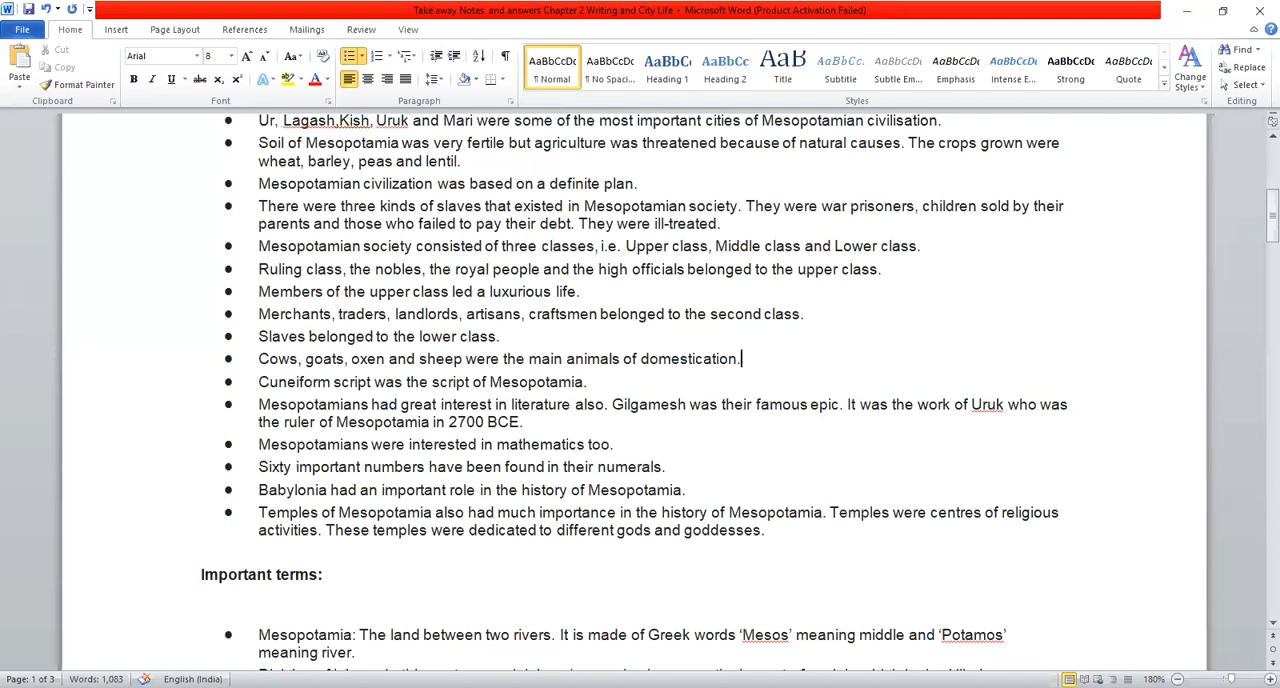 Take away Notes and answers Chapter 2 Writing and City Life - Microsoft Word (Product Activation Failed)
File Home Insert Page Layout References Mailings Review View
Paste
Cut
Copy
Format Painter
Clipboard
Arial 8
Font
Paragraph
AaBbCcDc AaBbCcDc AaBbC AaBbCc AaB AaBbCc. AaBbCcDc AaBbCcDc AaBbCcDc AaBbCcDc AaBbCcDc
¶ Normal ¶ No Spaci... Heading 1 Heading 2 Title Subtitle Subtle Em... Emphasis Intense E... Strong Quote
Styles
Change Styles
Find
Replace
Select
Editing
Ur, Lagash,Kish, Uruk and Mari were some of the most important cities of Mesopotamian civilisation.
Soil of Mesopotamia was very fertile but agriculture was threatened because of natural causes. The crops grown were
wheat, barley, peas and lentil.
Mesopotamian civilization was based on a definite plan.
There were three kinds of slaves that existed in Mesopotamian society. They were war prisoners, children sold by their
parents and those who failed to pay their debt. They were ill-treated.
Mesopotamian society consisted of three classes, i.e. Upper class, Middle class and Lower class.
Ruling class, the nobles, the royal people and the high officials belonged to the upper class.
Members of the upper class led a luxurious life.
Merchants, traders, landlords, artisans, craftsmen belonged to the second class.
Slaves belonged to the lower class.
Cows, goats, oxen and sheep were the main animals of domestication.
Cuneiform script was the script of Mesopotamia.
Mesopotamians had great interest in literature also. Gilgamesh was their famous epic. It was the work of Uruk who was
the ruler of Mesopotamia in 2700 BCE.
Mesopotamians were interested in mathematics too.
Sixty important numbers have been found in their numerals.
Babylonia had an important role in the history of Mesopotamia.
Temples of Mesopotamia also had much importance in the history of Mesopotamia. Temples were centres of religious
activities. These temples were dedicated to different gods and goddesses.
Important terms:
Mesopotamia: The land between two rivers. It is made of Greek words ‘Mesos’ meaning middle and ‘Potamos’
meaning river.
Page: 1 of 3 Words: 1,083 English (India) 180%